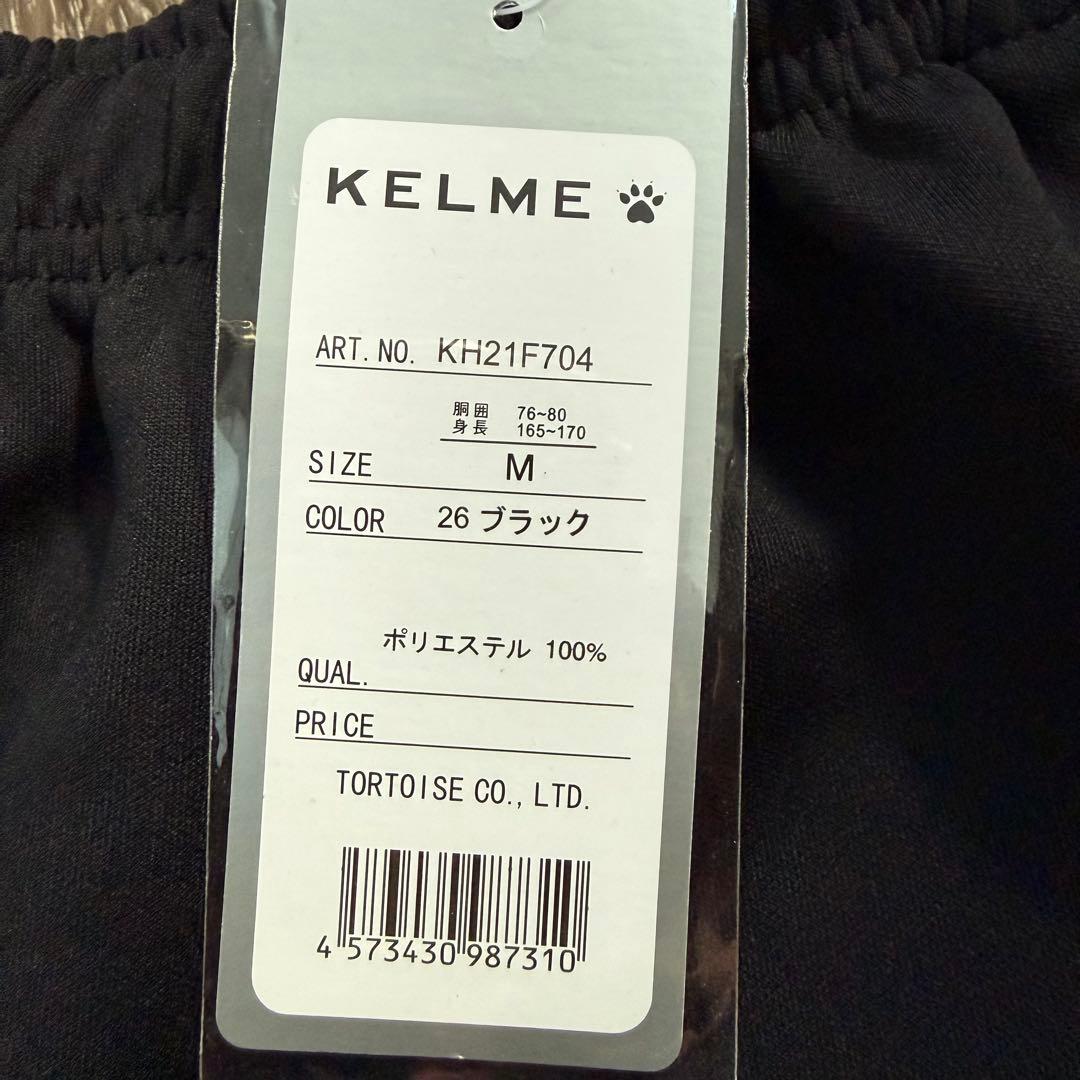 KELME
ART. NO. KH21F704
胴囲 76~80
身長 165~170
SIZE M
COLOR 26 ブラック
ポリエステル 100%
QUAL.
PRICE
TORTOISE CO., LTD.
4 573430 987310